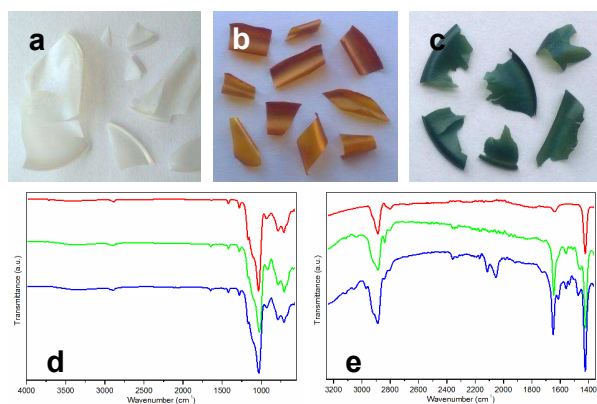 a
b
c
Transmittance (a.u.)
d
4000 3500 3000 2500 2000 1500 1000
Wavenumber (cm⁻¹)
Transmittance (a.u.)
e
3200 3000 2800 2600 2400 2200 2000 1800 1600 1400
Wavenumber (cm⁻¹)